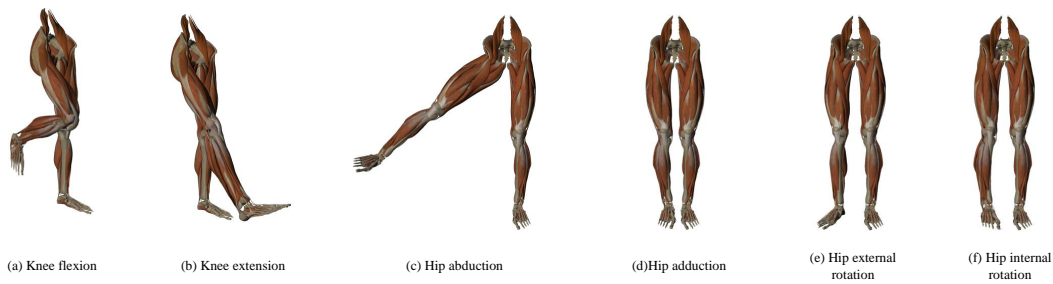 (a) Knee flexion
(b) Knee extension
(c) Hip abduction
(d)Hip adduction
(e) Hip external
rotation
(f) Hip internal
rotation